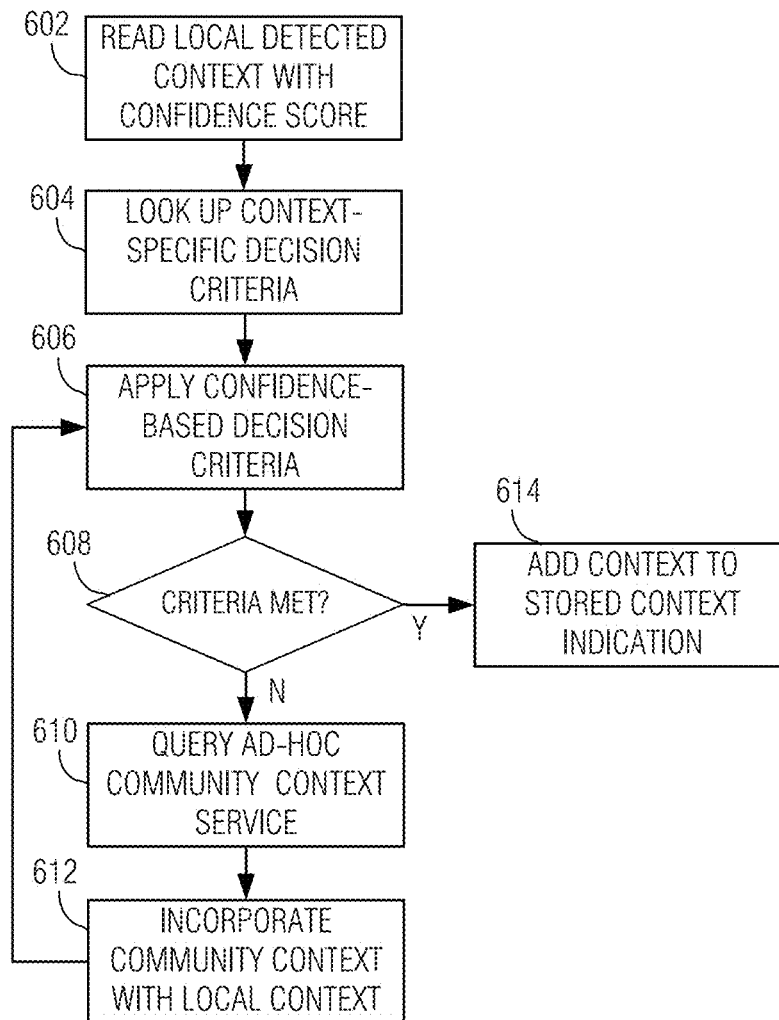 602
READ LOCAL DETECTED
CONTEXT WITH
CONFIDENCE SCORE
604
LOOK UP CONTEXT-
SPECIFIC DECISION
CRITERIA
606
APPLY CONFIDENCE-
BASED DECISION
CRITERIA
608
CRITERIA MET?
Y
614
ADD CONTEXT TO
STORED CONTEXT
INDICATION
N
610
QUERY AD-HOC
COMMUNITY CONTEXT
SERVICE
612
INCORPORATE
COMMUNITY CONTEXT
WITH LOCAL CONTEXT